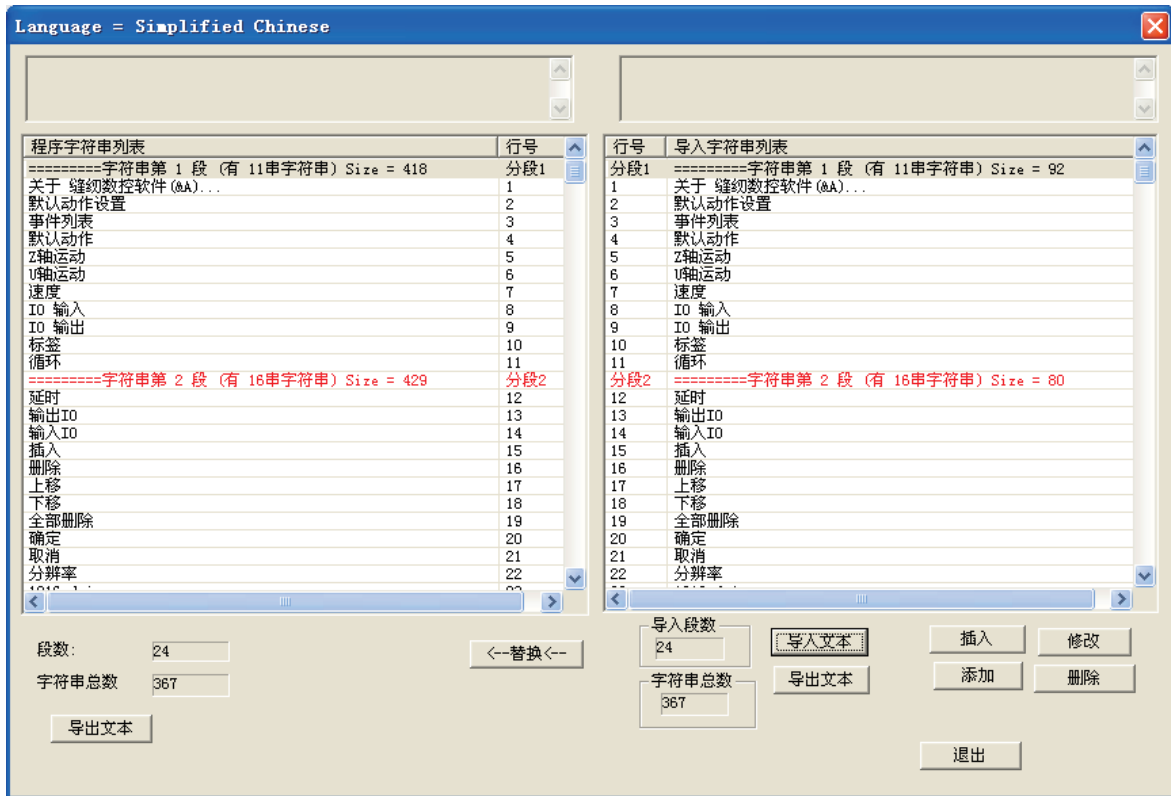 Language = Simplified Chinese
程序字符串列表 行号
=========字符串第 1 段 (有 11串字符串) Size = 418 分段1
关于 缝纫数控软件(&A)... 1
默认动作设置 2
事件列表 3
默认动作 4
Z轴运动 5
U轴运动 6
速度 7
IO 输入 8
IO 输出 9
标签 10
循环 11
=========字符串第 2 段 (有 16串字符串) Size = 429 分段2
延时 12
输出IO 13
输入IO 14
插入 15
删除 16
上移 17
下移 18
全部删除 19
确定 20
取消 21
分辨率 22
行号 导入字符串列表
分段1 =========字符串第 1 段 (有 11串字符串) Size = 92
1 关于 缝纫数控软件(&A)...
2 默认动作设置
3 事件列表
4 默认动作
5 Z轴运动
6 U轴运动
7 速度
8 IO 输入
9 IO 输出
10 标签
11 循环
分段2 =========字符串第 2 段 (有 16串字符串) Size = 80
12 延时
13 输出IO
14 输入IO
15 插入
16 删除
17 上移
18 下移
19 全部删除
20 确定
21 取消
22 分辨率
段数: 24
字符串总数 367
导出文本
<--替换<--
导入段数
24
字符串总数
367
导入文本
导出文本
插入
修改
添加
删除
退出